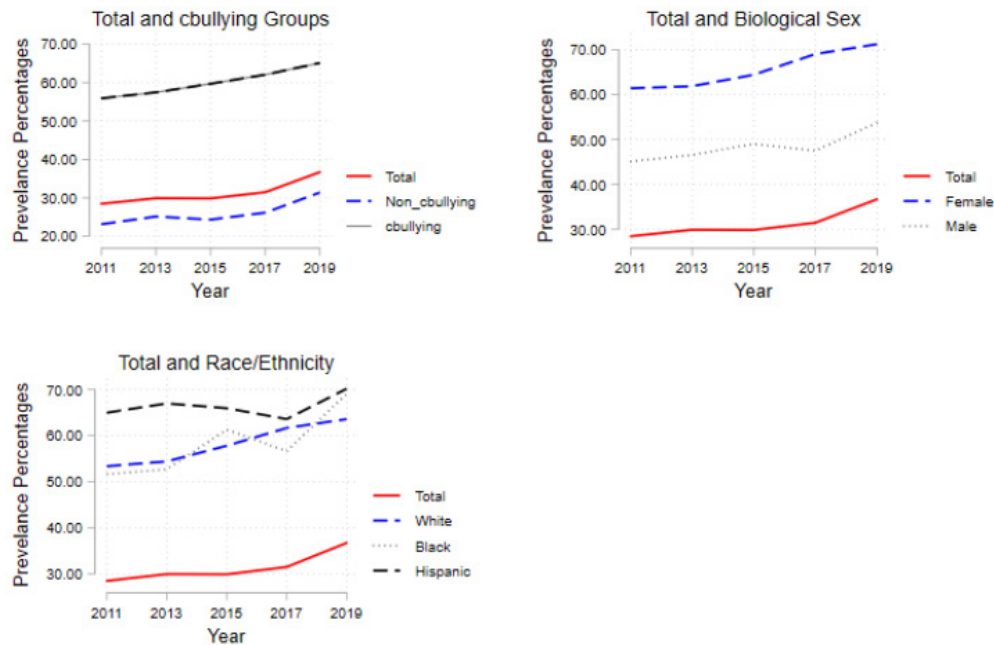 Total and cbullying Groups
Prevelance Percentages
70.00
60.00
50.00
40.00
30.00
20.00
2011 2013 2015 2017 2019
Year
Total
Non_cbullying
cbullying
Total and Biological Sex
Prevelance Percentages
70.00
60.00
50.00
40.00
30.00
2011 2013 2015 2017 2019
Year
Total
Female
Male
Total and Race/Ethnicity
Prevelance Percentages
70.00
60.00
50.00
40.00
30.00
2011 2013 2015 2017 2019
Year
Total
White
Black
Hispanic